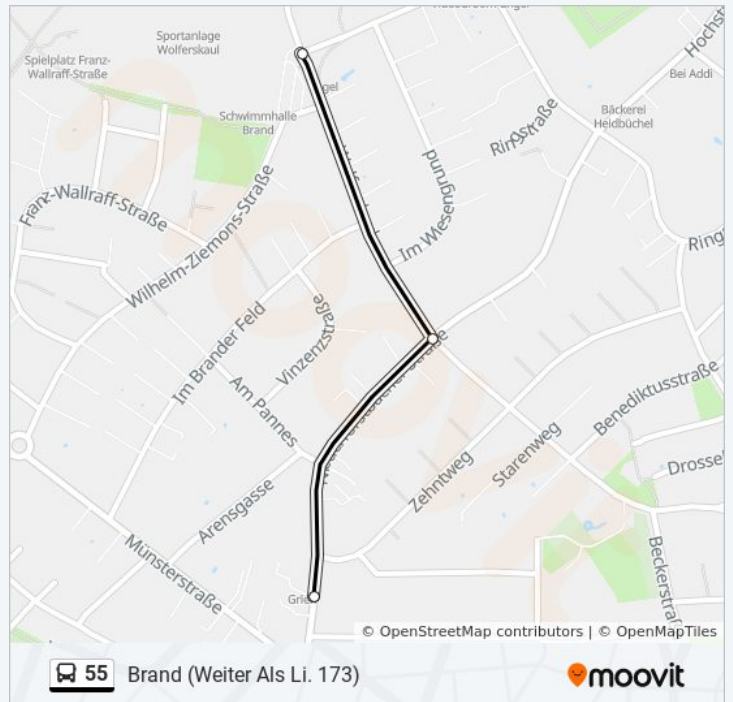 Sportanlage
Wolferskaul
Spielplatz Franz-
Wallraff-Straße
Schwimmhalle
Brand
Hochst
Bei Addi
Bäckerei
Heidbüchel
Ringstraße
Im Wiesengrund
Franz-Wallraff-Straße
Wilhelm-Ziemons-Straße
Ring
Im Brander Feld
Vinzenzstraße
Am Pannes
Benediktusstraße
Starenweg
Zehntweg
Drossel
Arensgasse
Münsterstraße
Beckerstraß
© OpenStreetMap contributors | © OpenMapTiles
55 Brand (Weiter Als Li. 173)
moovit